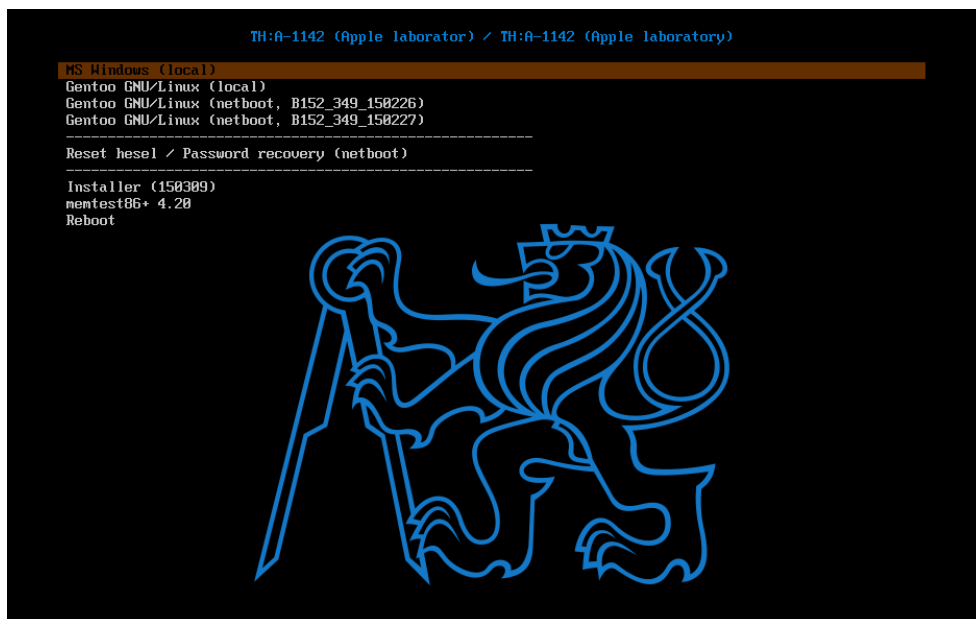 TH:A-1142 (Apple laborator) / TH:A-1142 (Apple laboratory)
MS Windows (local)
Gentoo GNU/Linux (local)
Gentoo GNU/Linux (netboot, B152_349_150226)
Gentoo GNU/Linux (netboot, B152_349_150227)
--------------------------------------------------------
Reset hesel / Password recovery (netboot)
--------------------------------------------------------
Installer (150309)
memtest86+ 4.20
Reboot